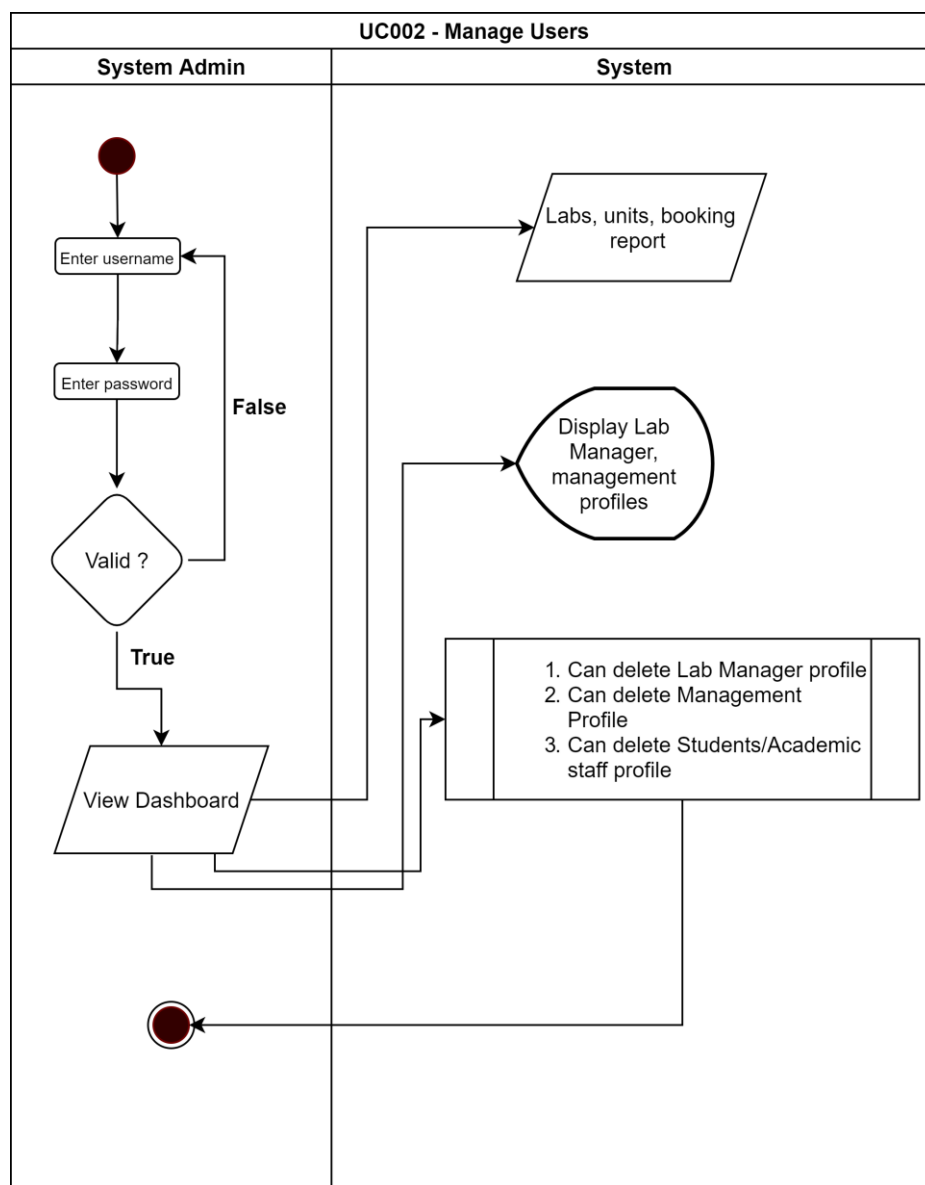 UC002 - Manage Users
System Admin
System
Labs, units, booking
report
Enter username
Enter password
False
Display Lab
Manager,
management
profiles
Valid ?
True
1. Can delete Lab Manager profile
2. Can delete Management
Profile
3. Can delete Students/Academic
staff profile
View Dashboard